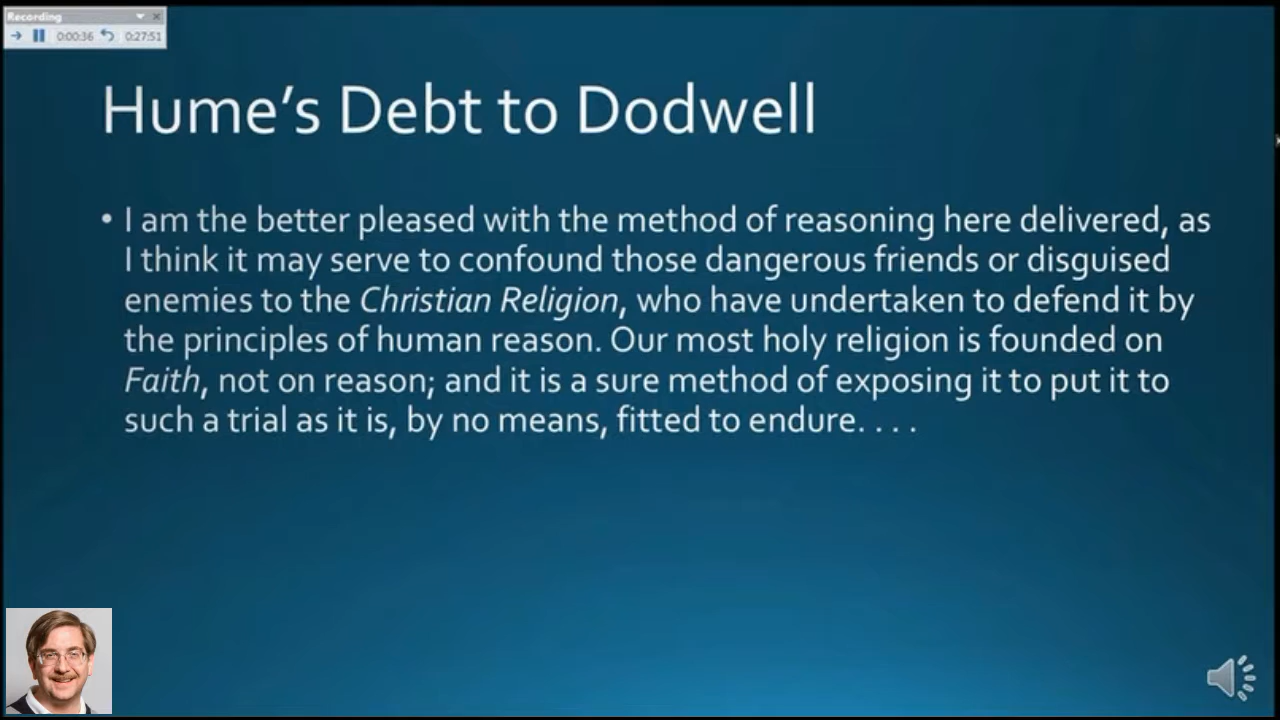 Recording
0:00:36 0:27:51
Hume’s Debt to Dodwell
• I am the better pleased with the method of reasoning here delivered, as
I think it may serve to confound those dangerous friends or disguised
enemies to the Christian Religion, who have undertaken to defend it by
the principles of human reason. Our most holy religion is founded on
Faith, not on reason; and it is a sure method of exposing it to put it to
such a trial as it is, by no means, fitted to endure. . . .